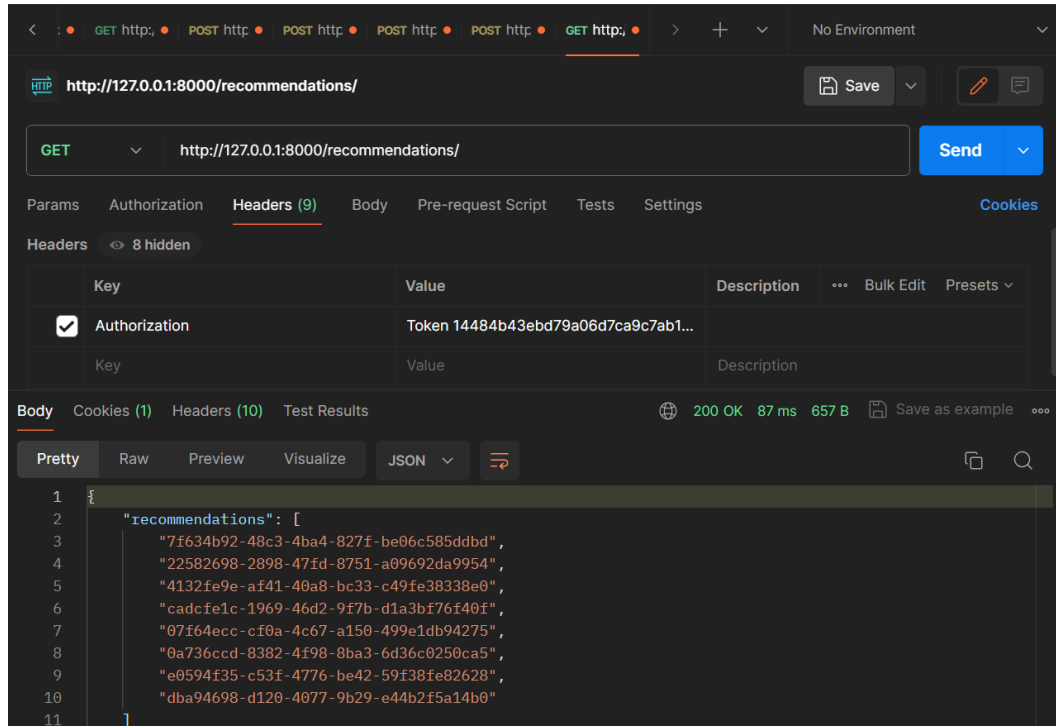 GET http:,
POST http
POST http
POST http
POST http
GET http:,
No Environment
HTTP http://127.0.0.1:8000/recommendations/
Save
GET http://127.0.0.1:8000/recommendations/ Send
Params Authorization Headers (9) Body Pre-request Script Tests Settings Cookies
Headers 8 hidden
Key Value Description Bulk Edit Presets
Authorization Token 14484b43ebd79a06d7ca9c7ab1...
Key Value Description
Body Cookies (1) Headers (10) Test Results 200 OK 87 ms 657 B Save as example
Pretty Raw Preview Visualize JSON
1 {
2 "recommendations": [
3 "7f634b92-48c3-4ba4-827f-be06c585ddbd",
4 "22582698-2898-47fd-8751-a09692da9954",
5 "4132fe9e-af41-40a8-bc33-c49fe38338e0",
6 "cadcfe1c-1969-46d2-9f7b-d1a3bf76f40f",
7 "07f64ecc-cf0a-4c67-a150-499e1db94275",
8 "0a736ccd-8382-4f98-8ba3-6d36c0250ca5",
9 "e0594f35-c53f-4776-be42-59f38fe82628",
10 "dba94698-d120-4077-9b29-e44b2f5a14b0"
11 ]